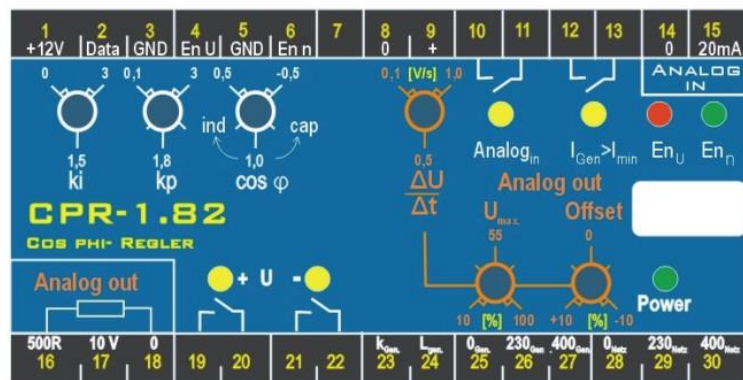 1 2 3 4 5 6 7 8 9 10 11 12 13 14 15
+12V Data GND En U GND En n 0 + 0 20mA
0 3 0,1 3 0,5 -0,5 0,1 [V/s] 1,0 ANALOG IN
ind cap
1,5 1,8 1,0 0,5 Analog in I Gen>I min En U En n
ki kp cos φ ΔU Analog out
Δt U max. Offset
CPR-1.82 55 0
COS PHI- REGLER
Analog out + U - Power
10 [%] 100 +10 [%] -10
500R 10 V 0 k Gen. L gen. 0 Gen. 230 Gen 400 Gen 0 Netz 230 Netz 400 Netz
16 17 18 19 20 21 22 23 24 25 26 27 28 29 30